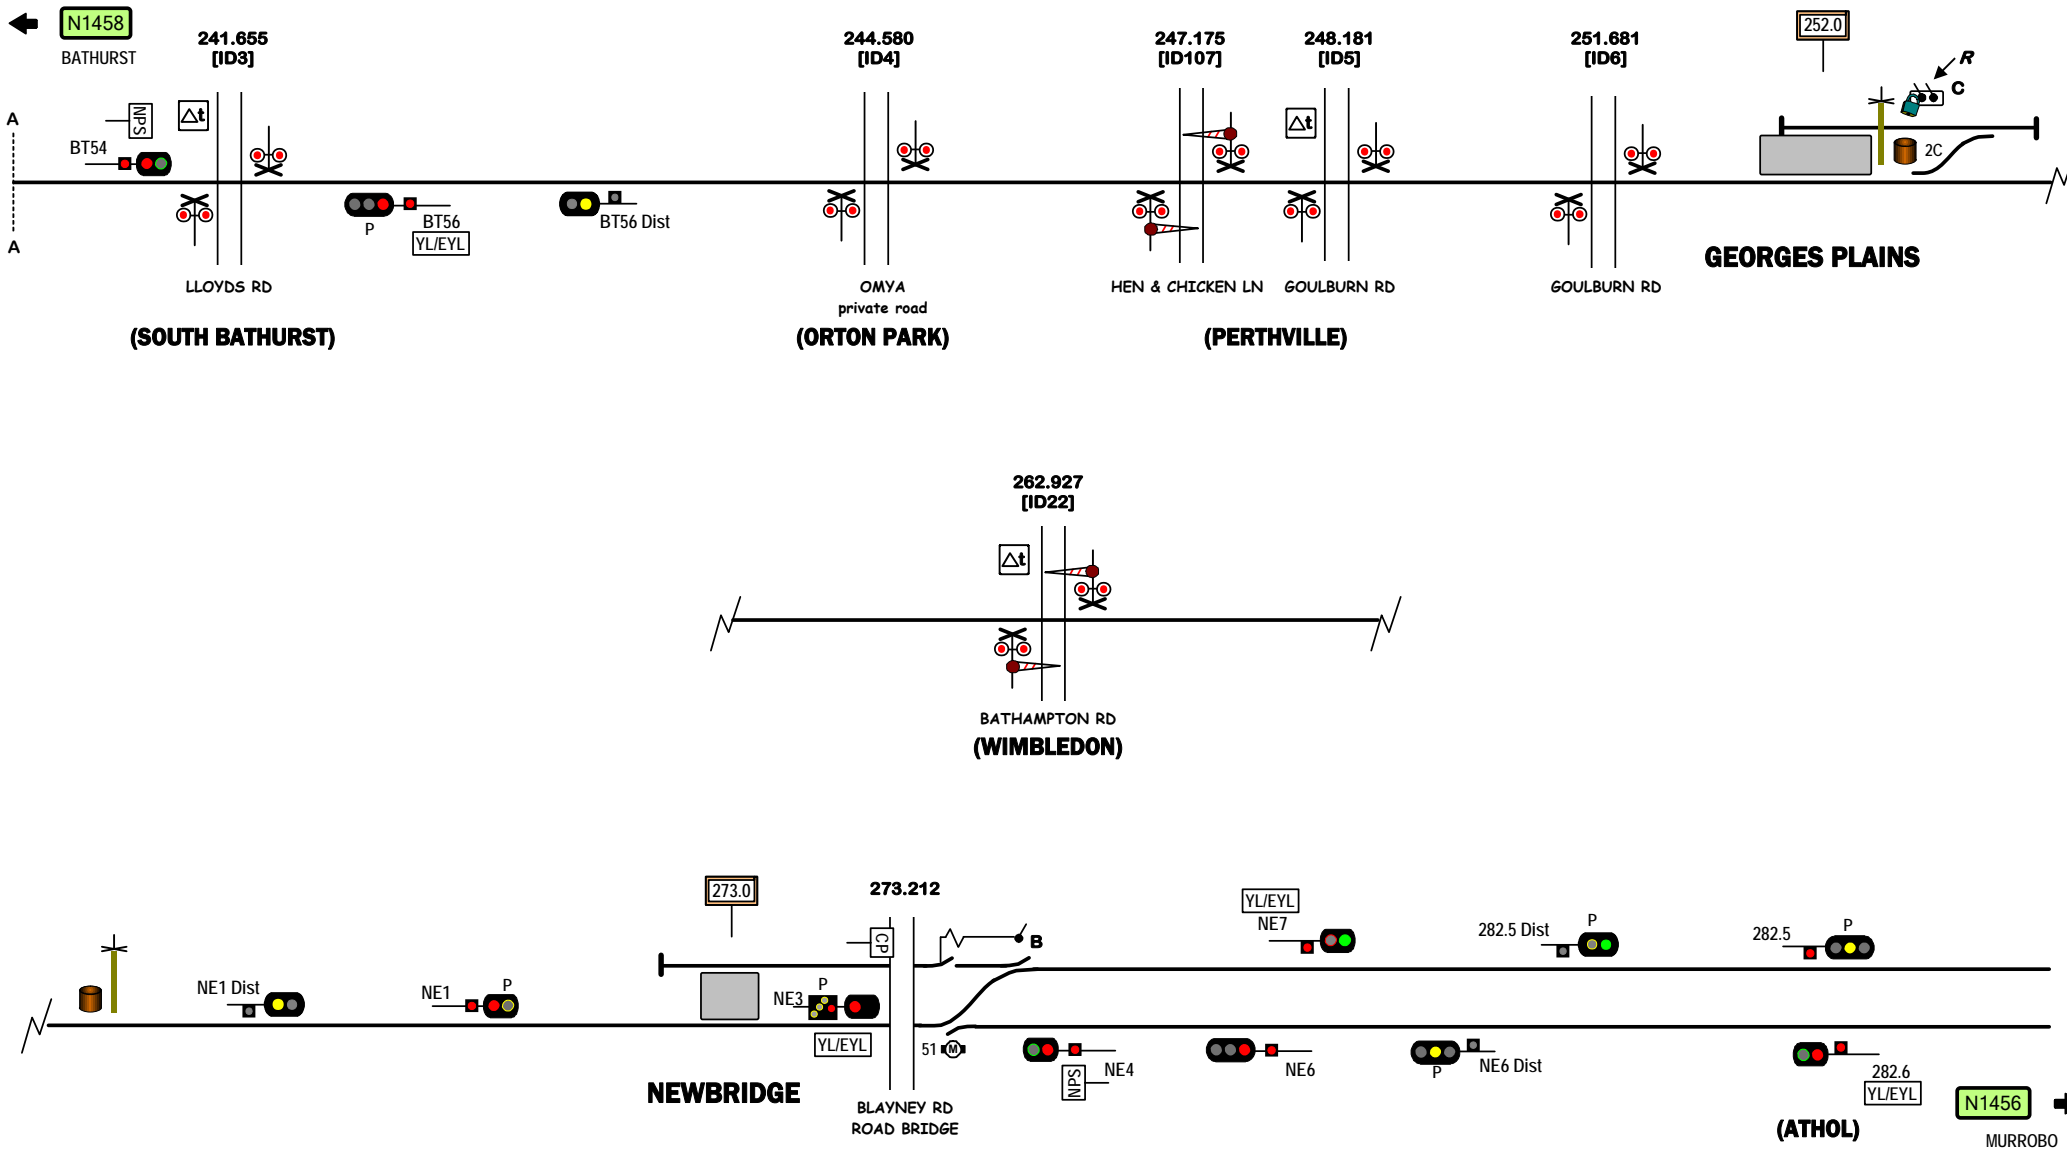 N1458
BATHURST
241.655
[ID3]
244.580
[ID4]
247.175
[ID107]
248.181
[ID5]
251.681
[ID6]
252.0
R
C
2C
A
A
NPS
Δt
BT54
P
BT56
YL/EYL
BT56 Dist
Δt
LLOYDS RD
OMYA
private road
HEN & CHICKEN LN
GOULBURN RD
GOULBURN RD
GEORGES PLAINS
(SOUTH BATHURST)
(ORTON PARK)
(PERTHVILLE)
262.927
[ID22]
Δt
BATHAMPTON RD
(WIMBLEDON)
273.0
273.212
CP
B
YL/EYL
NE7
282.5 Dist
P
282.5
P
NE1 Dist
NE1
P
NE3
P
YL/EYL
51
M
NPS
NE4
NE6
P
NE6 Dist
282.6
YL/EYL
NEWBRIDGE
BLAYNEY RD
ROAD BRIDGE
(ATHOL)
N1456
MURROBO